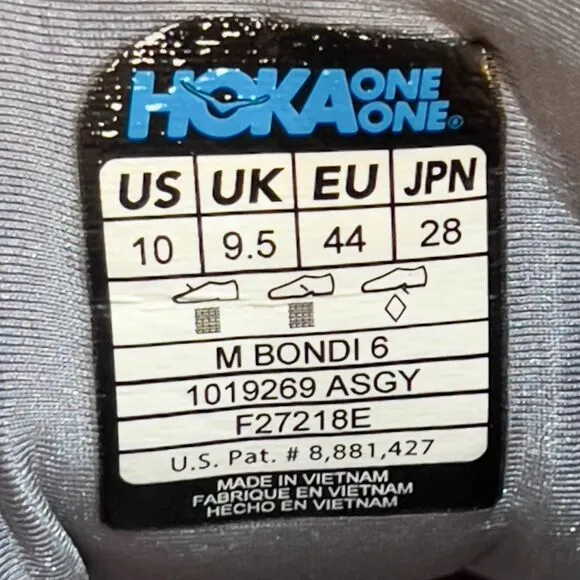 HOKA ONE ONE®
US UK EU JPN
10 9.5 44 28
M BONDI 6
1019269 ASGY
F27218E
U.S. Pat. # 8,881,427
MADE IN VIETNAM
FABRIQUE EN VIETNAM
HECHO EN VIETNAM